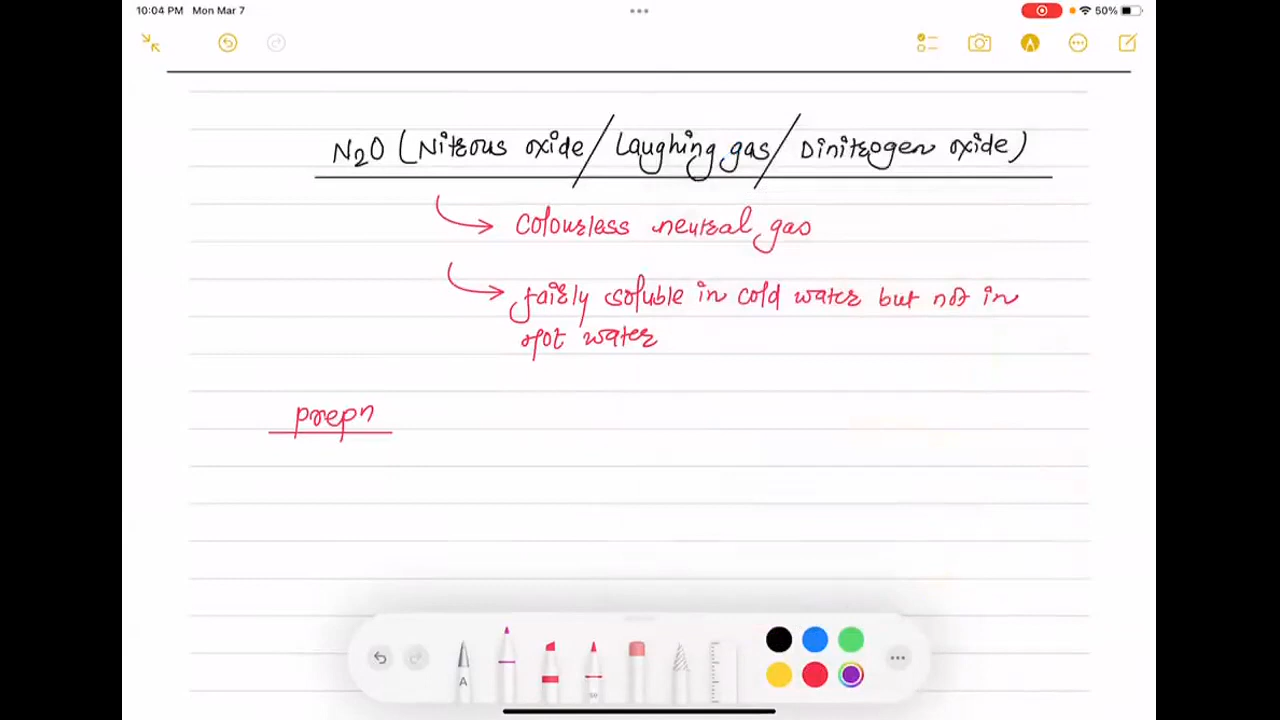 10:04 PM Mon Mar 7
50%
N2O (Nitrous oxide/Laughing gas/Dinitrogen oxide)
colourless neutral gas
fairly soluble in cold water but not in
hot water
prepn
A
50